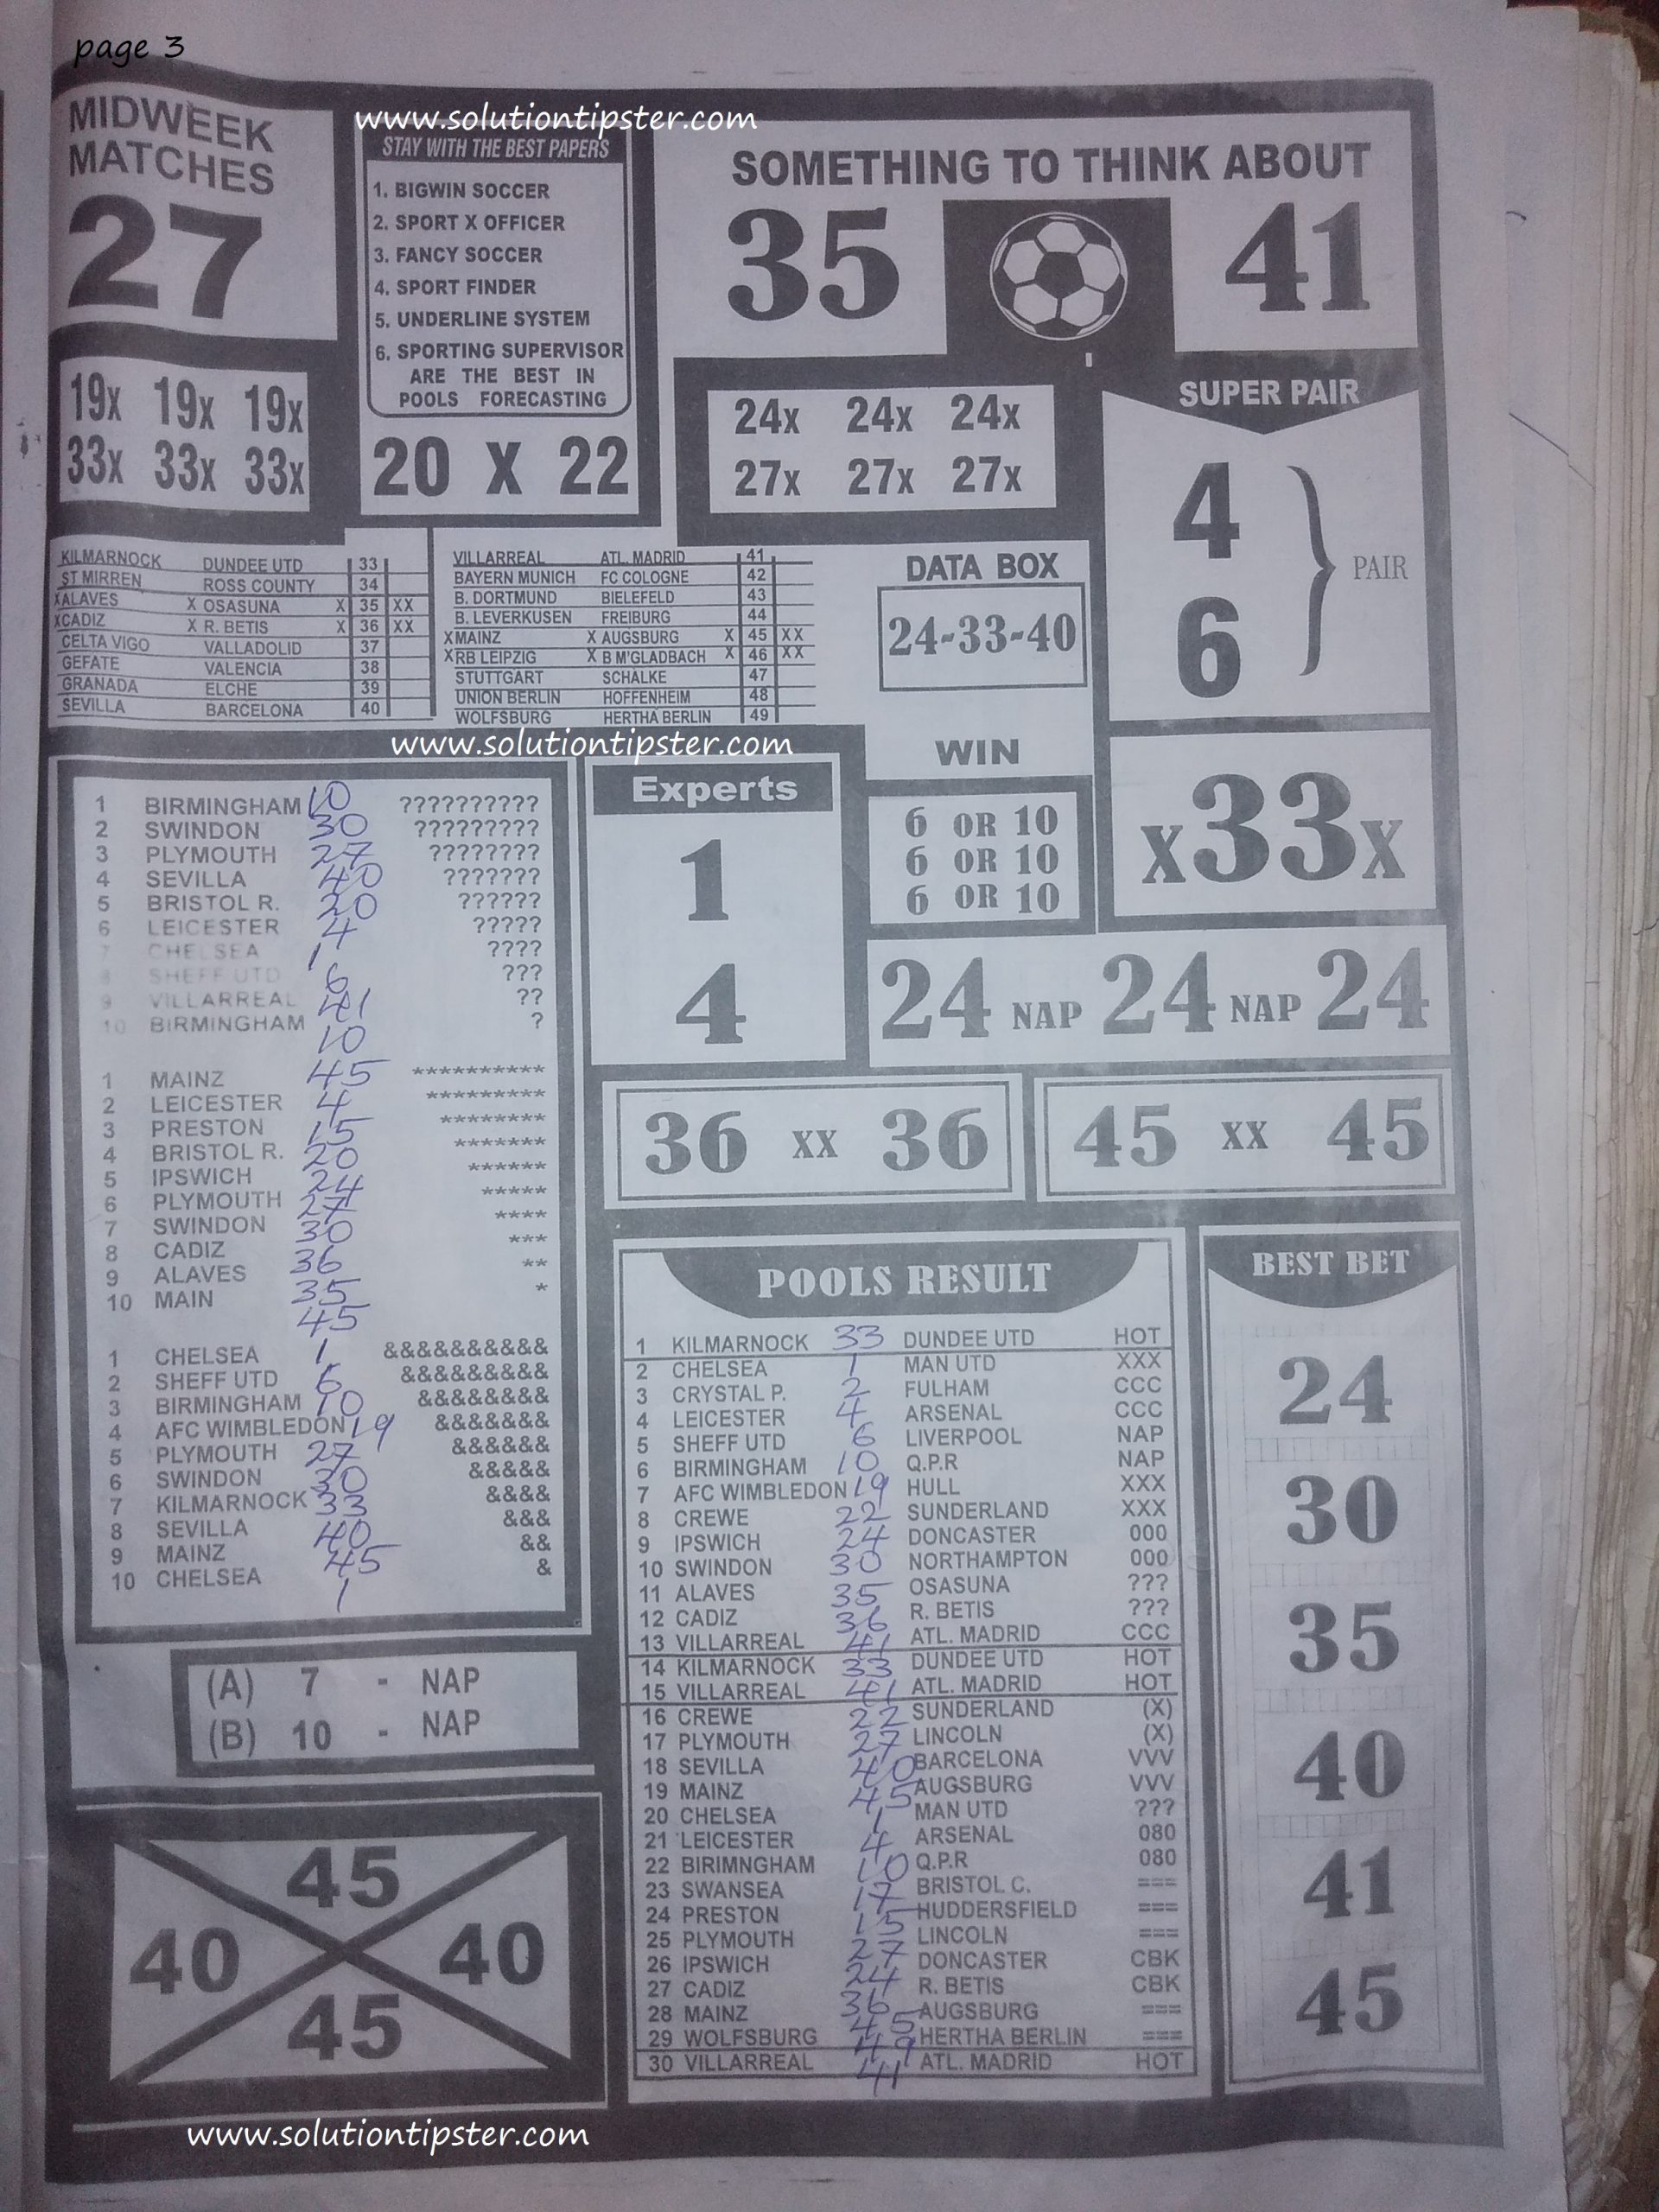 page 3
MIDWEEK
MATCHES
27
www.solutiontipster.com
STAY WITH THE BEST PAPERS
1. BIGWIN SOCCER
2. SPORT X OFFICER
3. FANCY SOCCER
4. SPORT FINDER
5. UNDERLINE SYSTEM
6. SPORTING SUPERVISOR
ARE THE BEST IN
POOLS FORECASTING
20 X 22
SOMETHING TO THINK ABOUT
35 41
19x 19x 19x
33x 33x 33x
24x 24x 24x
27x 27x 27x
SUPER PAIR
4
6
PAIR
KILMARNOCK DUNDEE UTD 33
ST MIRREN ROSS COUNTY 34
XALAVES X OSASUNA X 35 XX
XCADIZ X R. BETIS X 36 XX
CELTA VIGO VALLADOLID 37
GEFATE VALENCIA 38
GRANADA ELCHE 39
SEVILLA BARCELONA 40
VILLARREAL ATL. MADRID 41
BAYERN MUNICH FC COLOGNE 42
B. DORTMUND BIELEFELD 43
B. LEVERKUSEN FREIBURG 44
XMAINZ X AUGSBURG X 45 XX
XRB LEIPZIG X B M'GLADBACH X 46 XX
STUTTGART SCHALKE 47
UNION BERLIN HOFFENHEIM 48
WOLFSBURG HERTHA BERLIN 49
DATA BOX
24-33-40
www.solutiontipster.com
WIN
6 OR 10
6 OR 10
6 OR 10
X33X
Experts
1
4
24 NAP 24 NAP 24
36 XX 36
45 XX 45
1 BIRMINGHAM 10 ??????????
2 SWINDON 30 ?????????
3 PLYMOUTH 27 ????????
4 SEVILLA 40 ???????
5 BRISTOL R. 20 ??????
6 LEICESTER 4 ?????
7 CHELSEA 1 ????
8 SHEFF UTD 6 ???
9 VILLARREAL 41 ??
10 BIRMINGHAM 10 ?
1 MAINZ 45 **********
2 LEICESTER 4 *********
3 PRESTON 15 ********
4 BRISTOL R. 20 *******
5 IPSWICH 24 ******
6 PLYMOUTH 27 *****
7 SWINDON 30 ****
8 CADIZ 36 ***
9 ALAVES 35 **
10 MAIN 45 *
1 CHELSEA 1 &&&&&&&&&&
2 SHEFF UTD 6 &&&&&&&&&
3 BIRMINGHAM 10 &&&&&&&&
4 AFC WIMBLEDON 19 &&&&&&&
5 PLYMOUTH 27 &&&&&&
6 SWINDON 30 &&&&&
7 KILMARNOCK 33 &&&&
8 SEVILLA 40 &&&
9 MAINZ 45 &&
10 CHELSEA 1 &
(A) 7 - NAP
(B) 10 - NAP
45
40 40
45
POOLS RESULT
1 KILMARNOCK 33 DUNDEE UTD HOT
2 CHELSEA 1 MAN UTD XXX
3 CRYSTAL P. 2 FULHAM CCC
4 LEICESTER 4 ARSENAL CCC
5 SHEFF UTD 6 LIVERPOOL NAP
6 BIRMINGHAM 10 Q.P.R NAP
7 AFC WIMBLEDON 19 HULL XXX
8 CREWE 22 SUNDERLAND XXX
9 IPSWICH 24 DONCASTER 000
10 SWINDON 30 NORTHAMPTON 000
11 ALAVES 35 OSASUNA ???
12 CADIZ 36 R. BETIS ???
13 VILLARREAL 41 ATL. MADRID CCC
14 KILMARNOCK 33 DUNDEE UTD HOT
15 VILLARREAL 41 ATL. MADRID HOT
16 CREWE 22 SUNDERLAND (X)
17 PLYMOUTH 27 LINCOLN (X)
18 SEVILLA 40 BARCELONA VVV
19 MAINZ 45 AUGSBURG VVV
20 CHELSEA 1 MAN UTD ???
21 LEICESTER 4 ARSENAL 080
22 BIRIMNGHAM 10 Q.P.R 080
23 SWANSEA 17 BRISTOL C. ===
24 PRESTON 15 HUDDERSFIELD ===
25 PLYMOUTH 27 LINCOLN ===
26 IPSWICH 24 DONCASTER CBK
27 CADIZ 36 R. BETIS CBK
28 MAINZ 45 AUGSBURG ===
29 WOLFSBURG 49 HERTHA BERLIN ===
30 VILLARREAL 41 ATL. MADRID HOT
BEST BET
24
30
35
40
41
45
www.solutiontipster.com